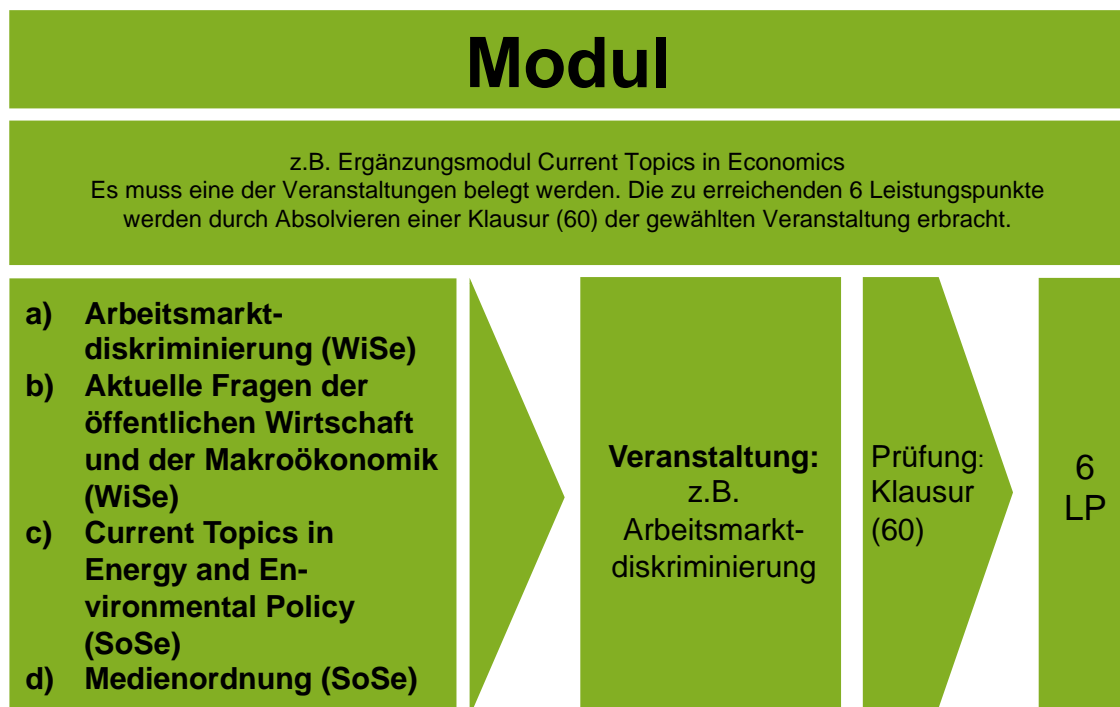 Modul
z.B. Ergänzungsmodul Current Topics in Economics
Es muss eine der Veranstaltungen belegt werden. Die zu erreichenden 6 Leistungspunkte
werden durch Absolvieren einer Klausur (60) der gewählten Veranstaltung erbracht.
a) Arbeitsmarkt-
diskriminierung (WiSe)
b) Aktuelle Fragen der
öffentlichen Wirtschaft
und der Makroökonomik
(WiSe)
c) Current Topics in
Energy and En-
vironmental Policy
(SoSe)
d) Medienordnung (SoSe)
Veranstaltung:
z.B.
Arbeitsmarkt-
diskriminierung
Prüfung:
Klausur
(60)
6
LP